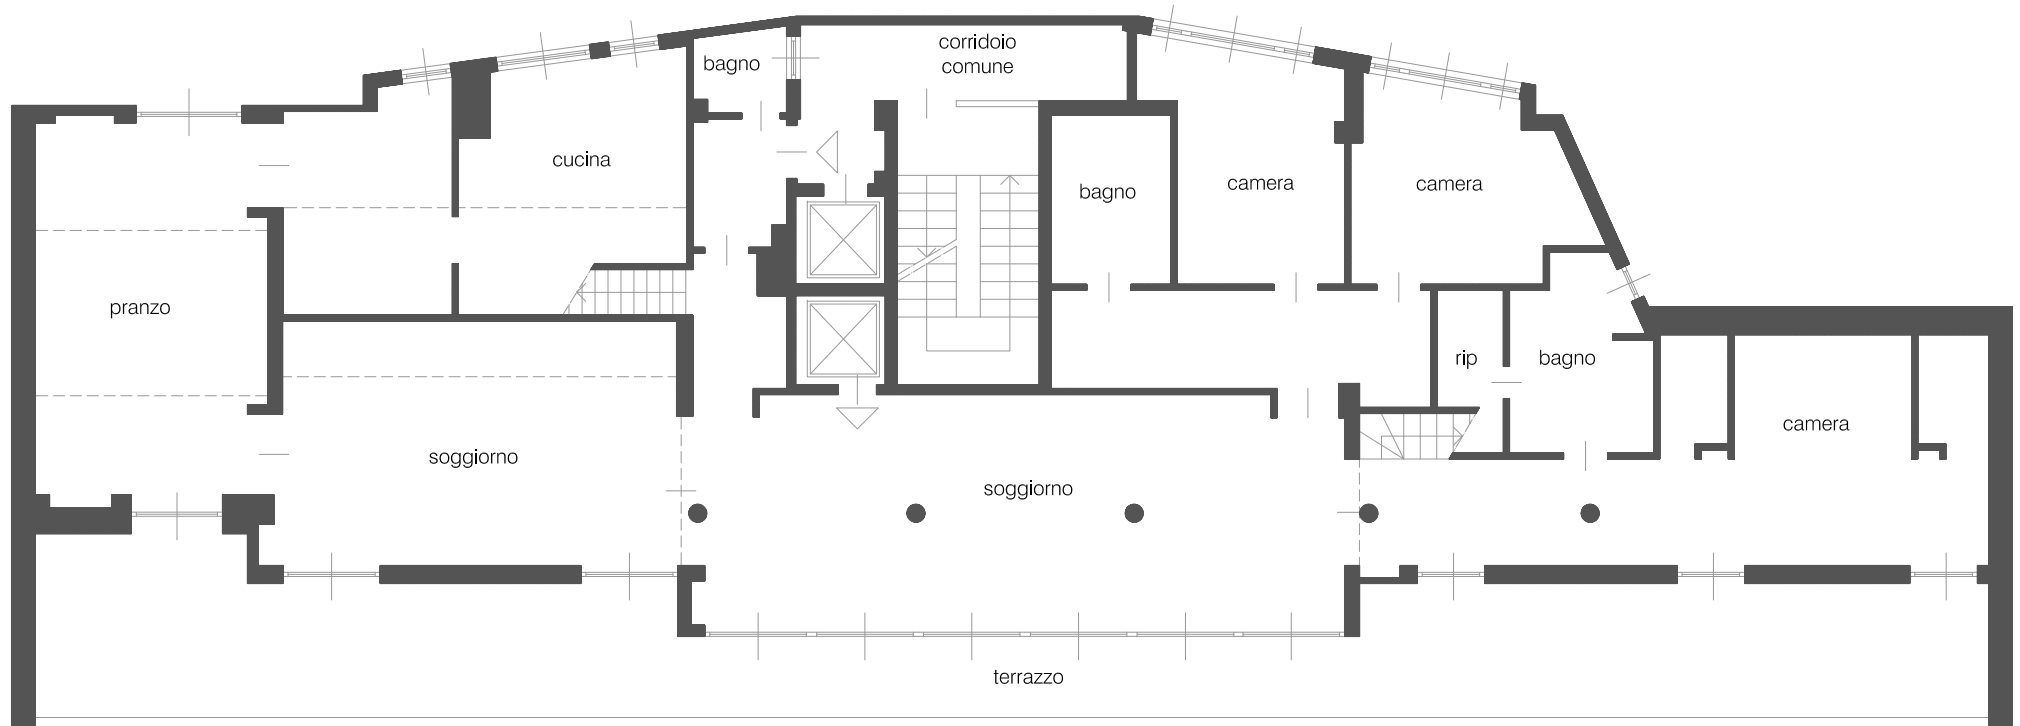 corridoio
comune
bagno
cucina
bagno
camera
camera
pranzo
rip
bagno
camera
soggiorno
soggiorno
terrazzo